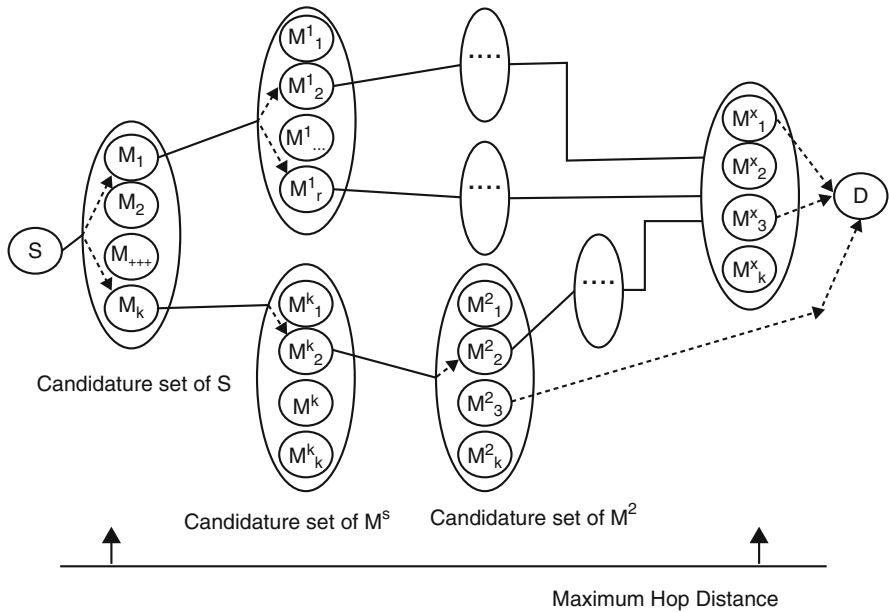 S
M₁
M₂
M₊₊₊
Mₖ
Candidature set of S
M¹₁
M¹₂
M¹...
M¹ᵣ
....
....
Mᵏ₁
Mᵏ₂
Mᵏ
Mᵏₖ
Candidature set of Mˢ
M²₁
M²₂
M²₃
M²ₖ
Candidature set of M²
....
Mˣ₁
Mˣ₂
Mˣ₃
Mˣₖ
D
Maximum Hop Distance